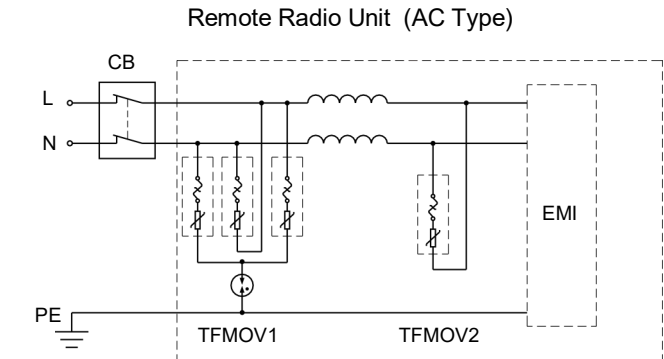 Remote Radio Unit (AC Type)
CB
L
N
EMI
PE
TFMOV1
TFMOV2